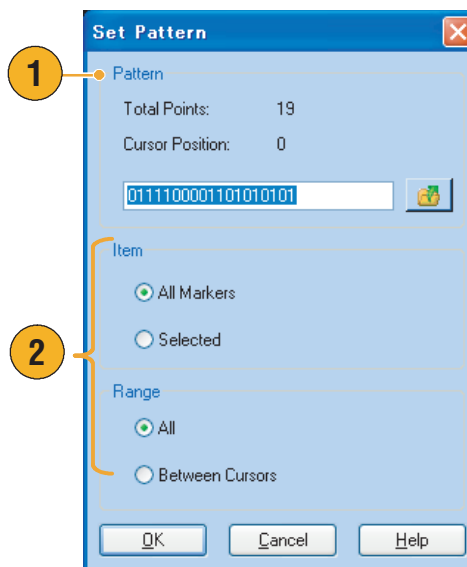 Set Pattern
1
Pattern
Total Points: 19
Cursor Position: 0
0111100001101010101
Item
All Markers
Selected
2
Range
All
Between Cursors
OK Cancel Help